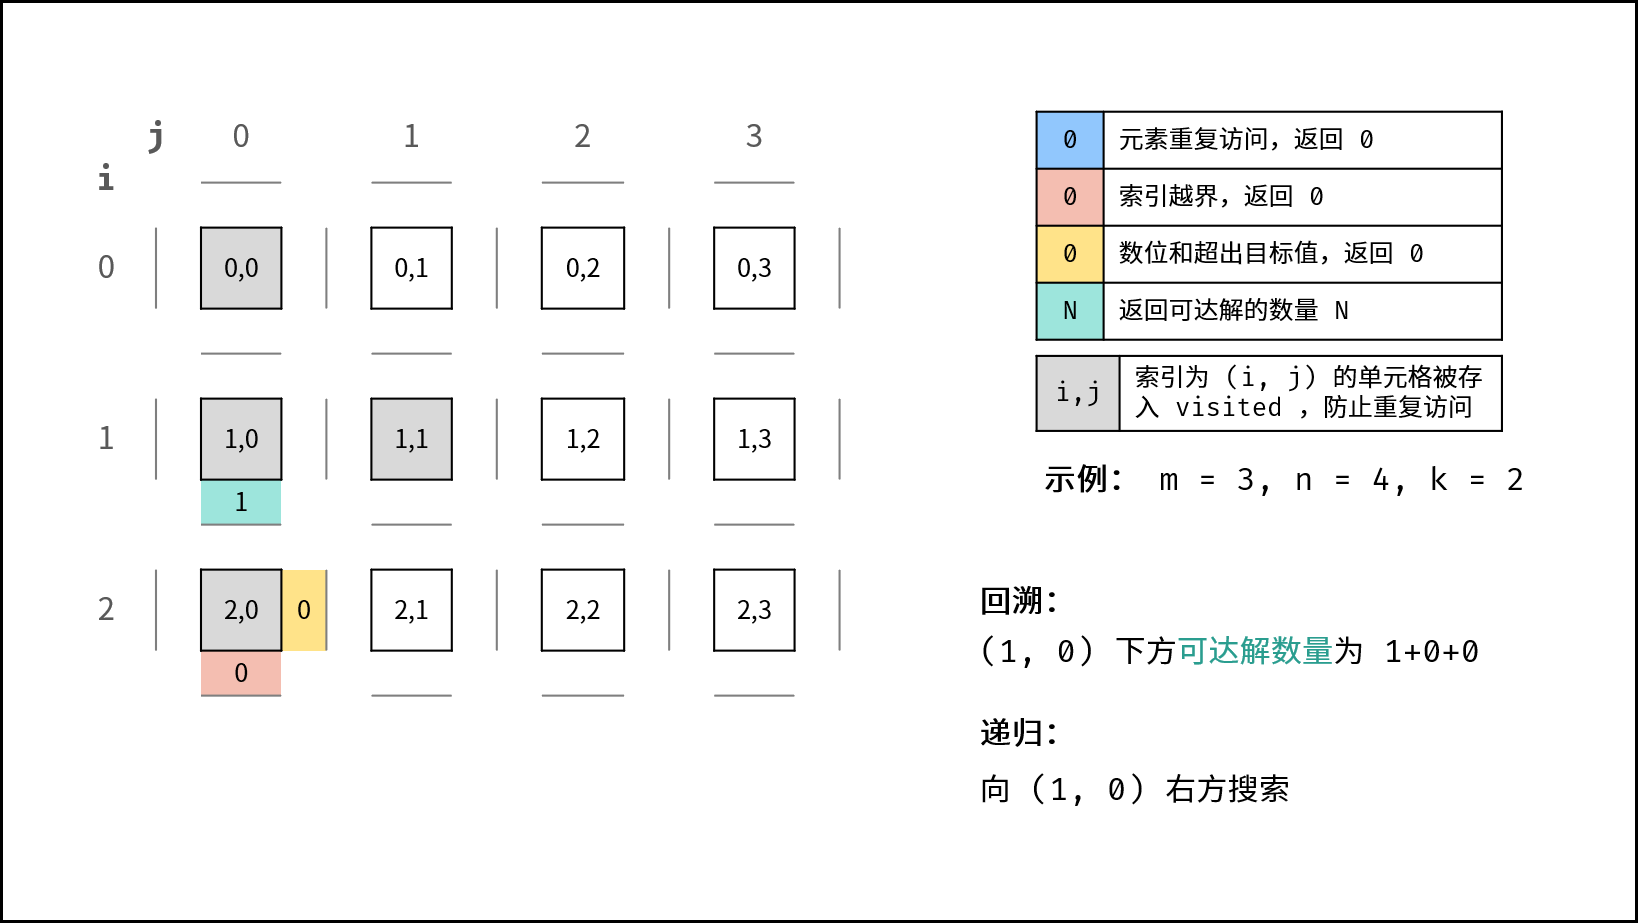 j 0 1 2 3
i
0 0,0 0,1 0,2 0,3
1 1,0 1,1 1,2 1,3
1
2 2,0 0 2,1 2,2 2,3
0
0 元素重复访问，返回 0
0 索引越界，返回 0
0 数位和超出目标值，返回 0
N 返回可达解的数量 N
i,j 索引为 (i, j) 的单元格被存
入 visited ，防止重复访问
示例： m = 3, n = 4, k = 2
回溯：
(1, 0) 下方可达解数量为 1+0+0
递归：
向 (1, 0) 右方搜索